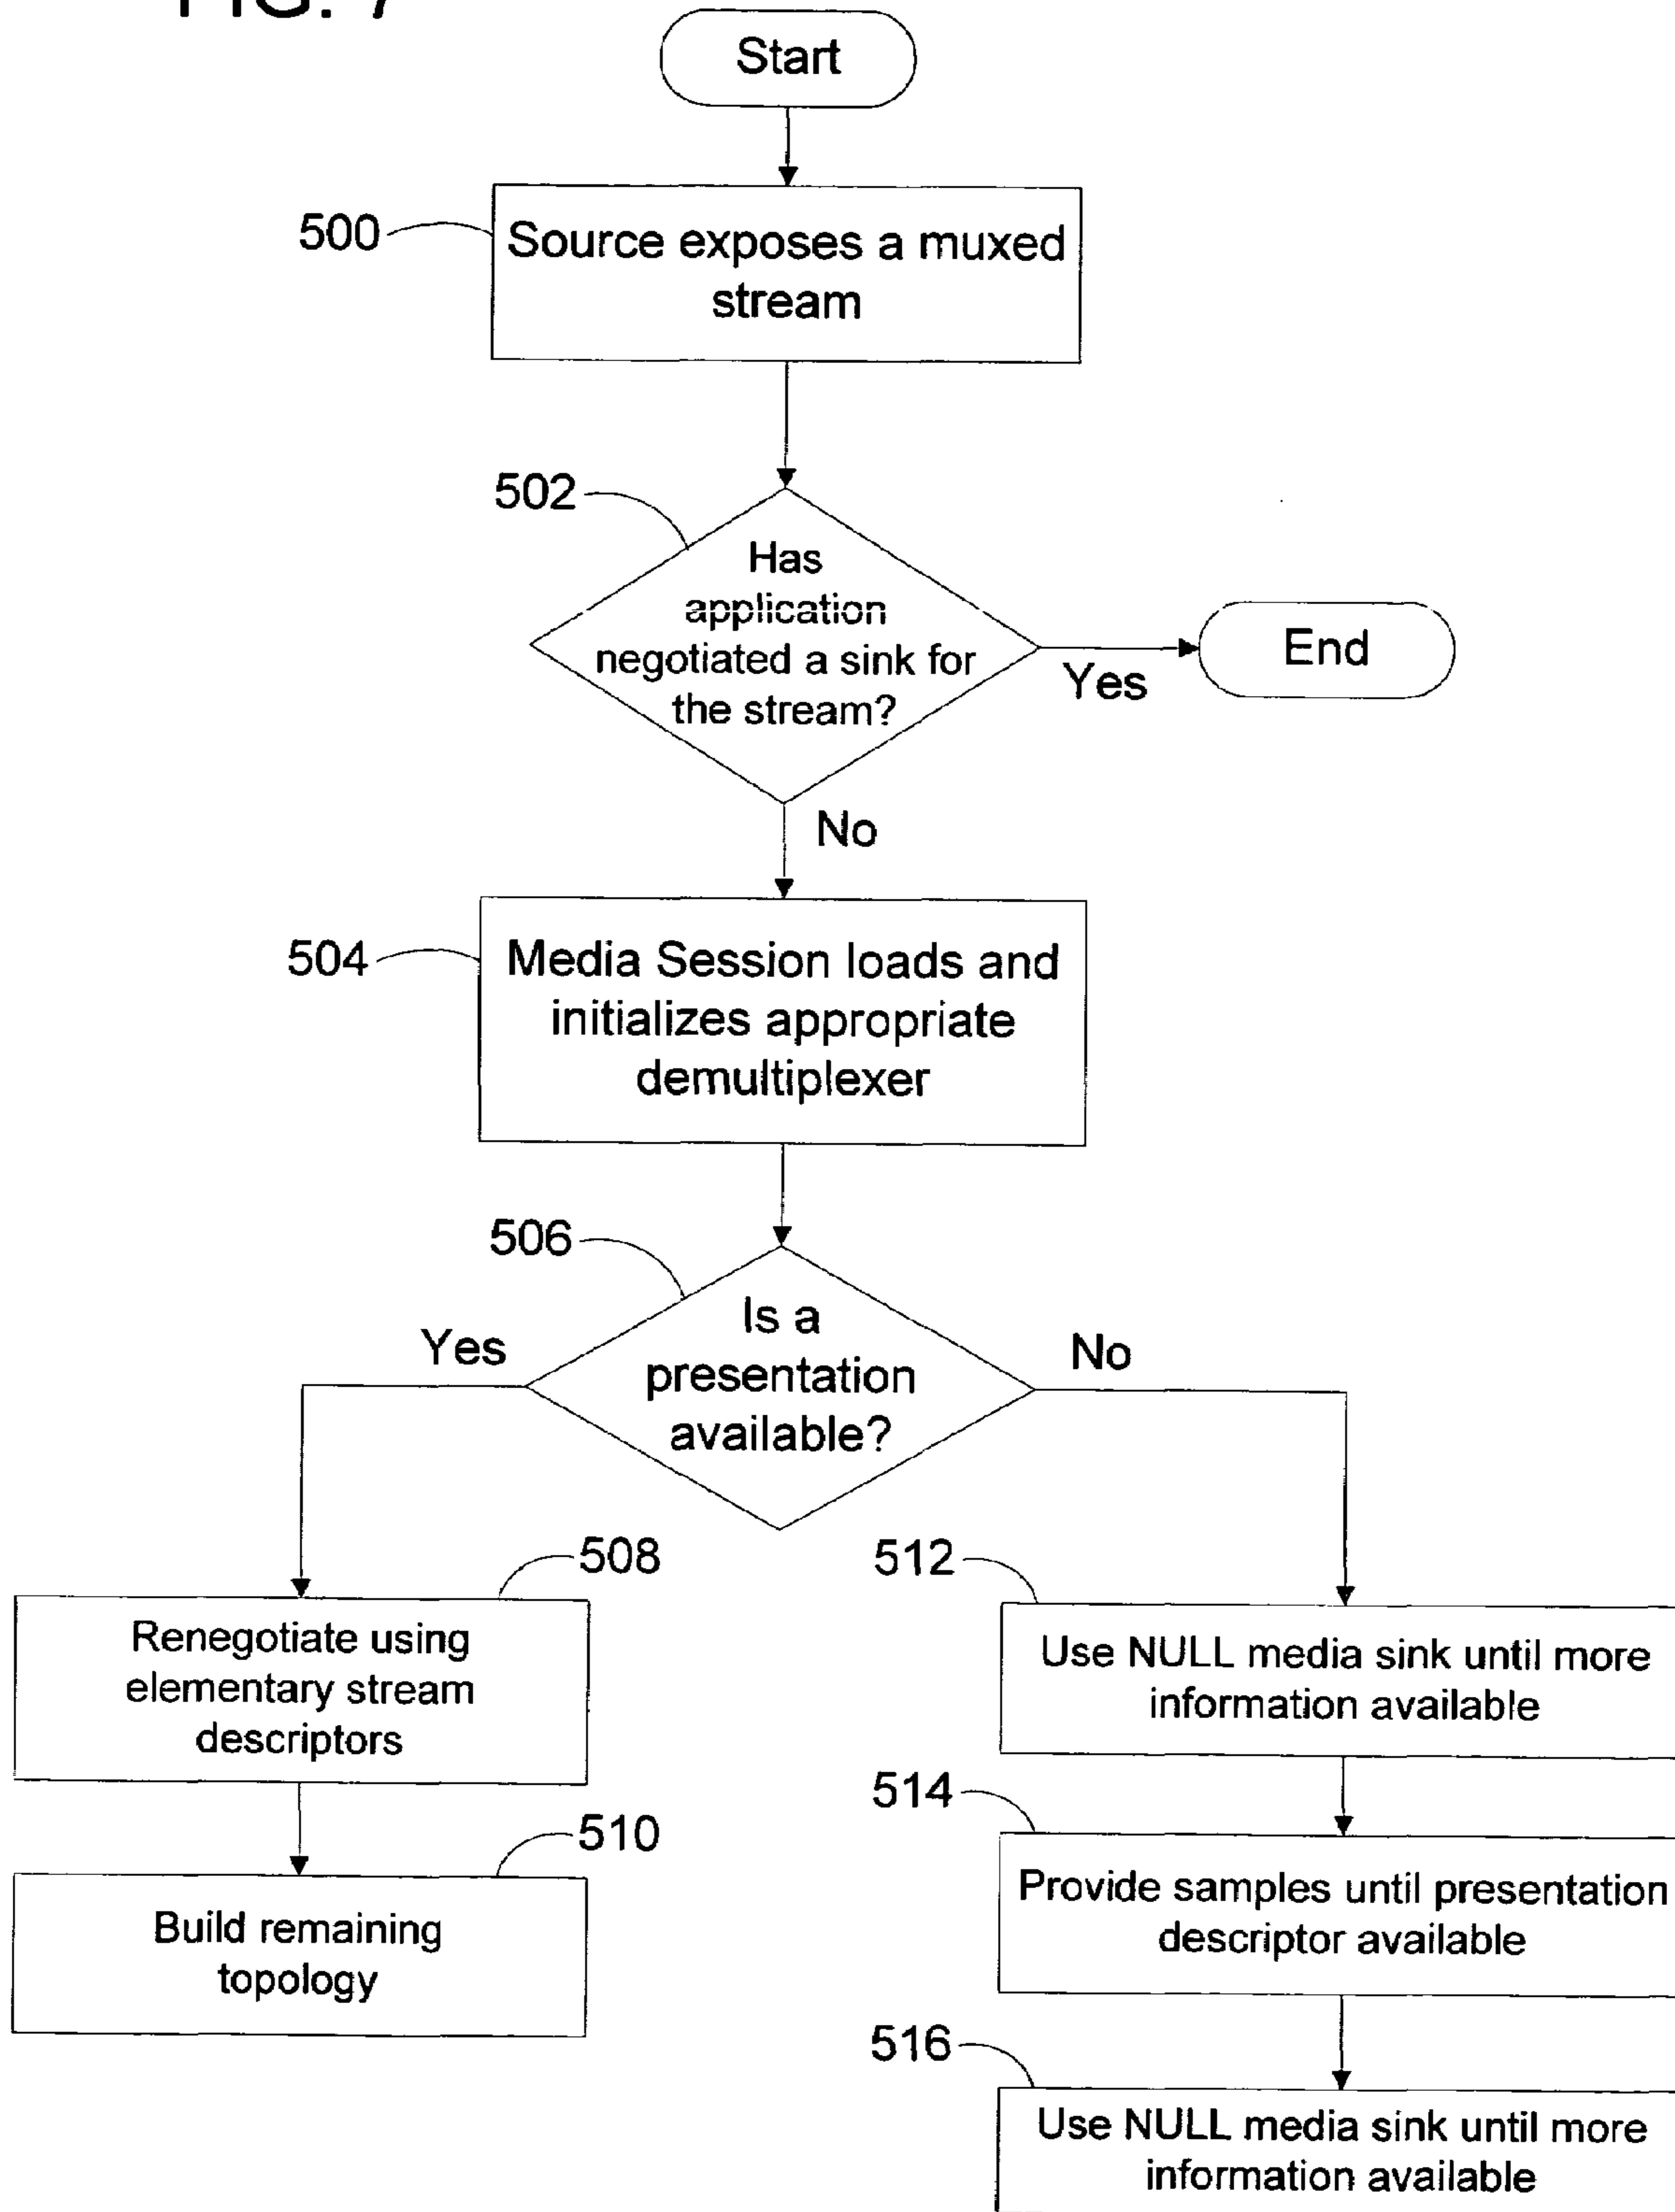 FIG. 7
Start
500
Source exposes a muxed
stream
502
Has
application
negotiated a sink for
the stream?
Yes
End
No
504
Media Session loads and
initializes appropriate
demultiplexer
506
Is a
presentation
available?
Yes
No
508
Renegotiate using
elementary stream
descriptors
510
Build remaining
topology
512
Use NULL media sink until more
information available
514
Provide samples until presentation
descriptor available
516
Use NULL media sink until more
information available